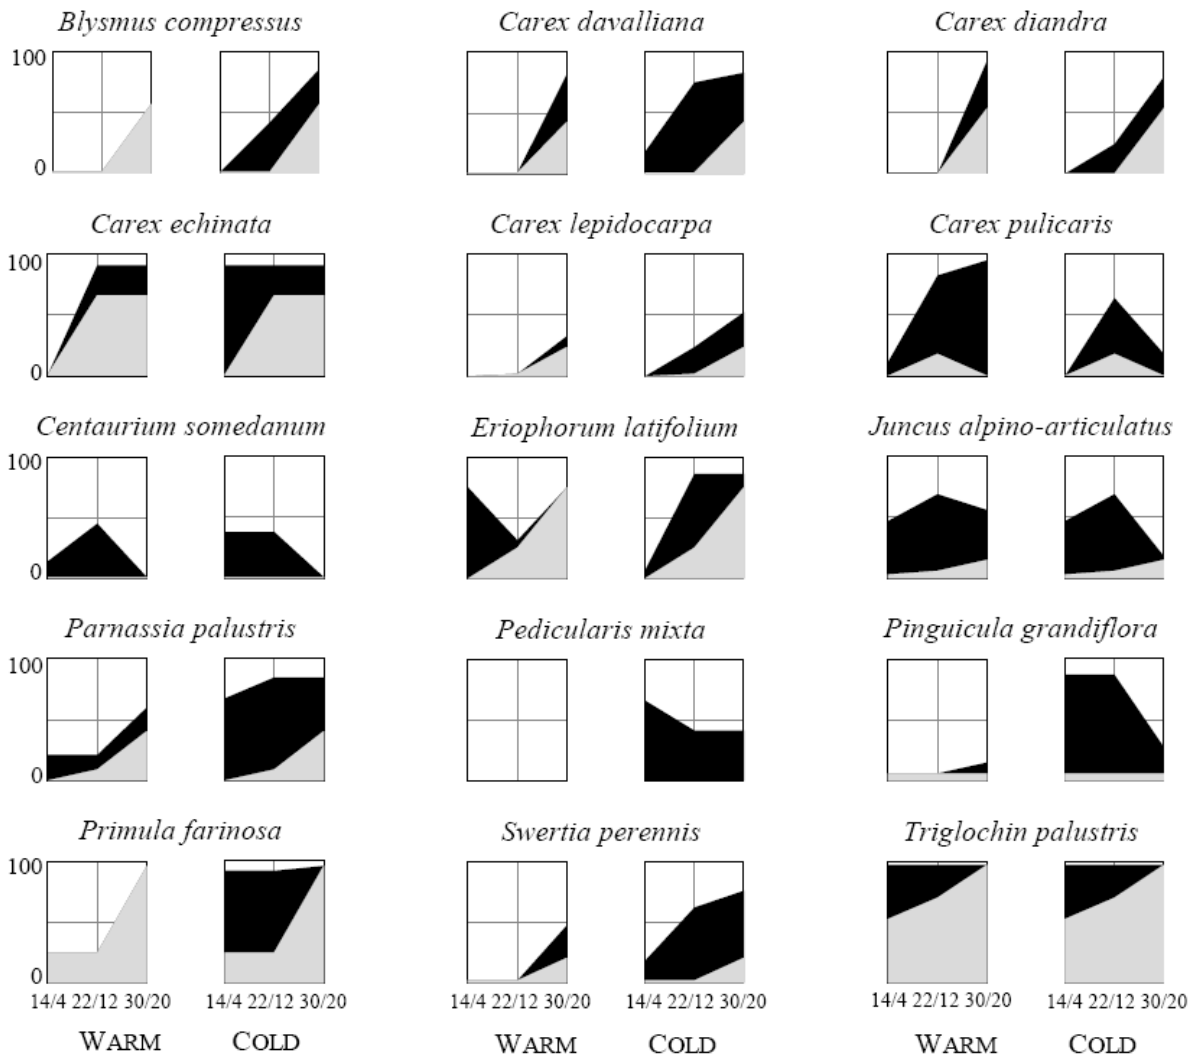 Blysmus compressus Carex davalliana Carex diandra
100
0
Carex echinata Carex lepidocarpa Carex pulicaris
100
0
Centaurium somedanum Eriophorum latifolium Juncus alpino-articulatus
100
0
Parnassia palustris Pedicularis mixta Pinguicula grandiflora
100
0
Primula farinosa Swertia perennis Triglochin palustris
100
0
14/4 22/12 30/20 14/4 22/12 30/20 14/4 22/12 30/20 14/4 22/12 30/20 14/4 22/12 30/20 14/4 22/12 30/20
WARM COLD WARM COLD WARM COLD